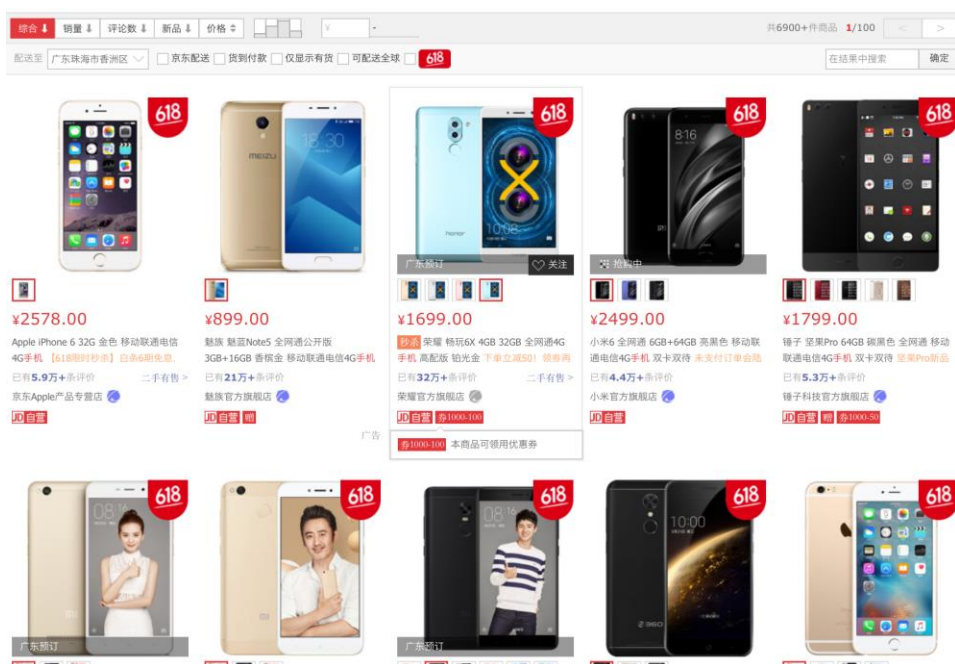 综合 销量 评论数 新品 价格 ¥ - 共6900+件商品 1/100 < >
配送至 广东珠海市香洲区 京东配送 货到付款 仅显示有货 可配送全球 618 在结果中搜索 确定
618 618 618 618
MEIZU 18:30
8:16
honor 10:08
广东预订 关注 抢购中
¥2578.00 ¥899.00 ¥1699.00 ¥2499.00 ¥1799.00
Apple iPhone 6 32G 金色 移动联通电信 魅族 魅蓝Note5 全网通公开版 秒杀 荣耀 畅玩6X 4GB 32GB 全网通4G 小米6 全网通 6GB+64GB 亮黑色 移动联 锤子 坚果Pro 64GB 碳黑色 全网通 移动
4G手机 【618限时秒杀】白条6期免息, 3GB+16GB 香槟金 移动联通电信4G手机 手机 高配版 铂光金 下单立减50！领券再 通电信4G手机 双卡双待 未支付订单会陆 联通电信4G手机 双卡双待 坚果Pro新品
已有5.9万+条评价 二手有售 > 已有21万+条评价 已有32万+条评价 二手有售 > 已有4.4万+条评价 已有5.3万+条评价
京东Apple产品专营店 魅族官方旗舰店 荣耀官方旗舰店 小米官方旗舰店 锤子科技官方旗舰店
JD自营 JD自营 赠 JD自营 券1000-100 JD自营 JD自营 赠 券1000-50
广告
券1000-100 本商品可领用优惠券
618 618 618 618 618
08:16 08:16 10:00
360
广东预订 广东预订